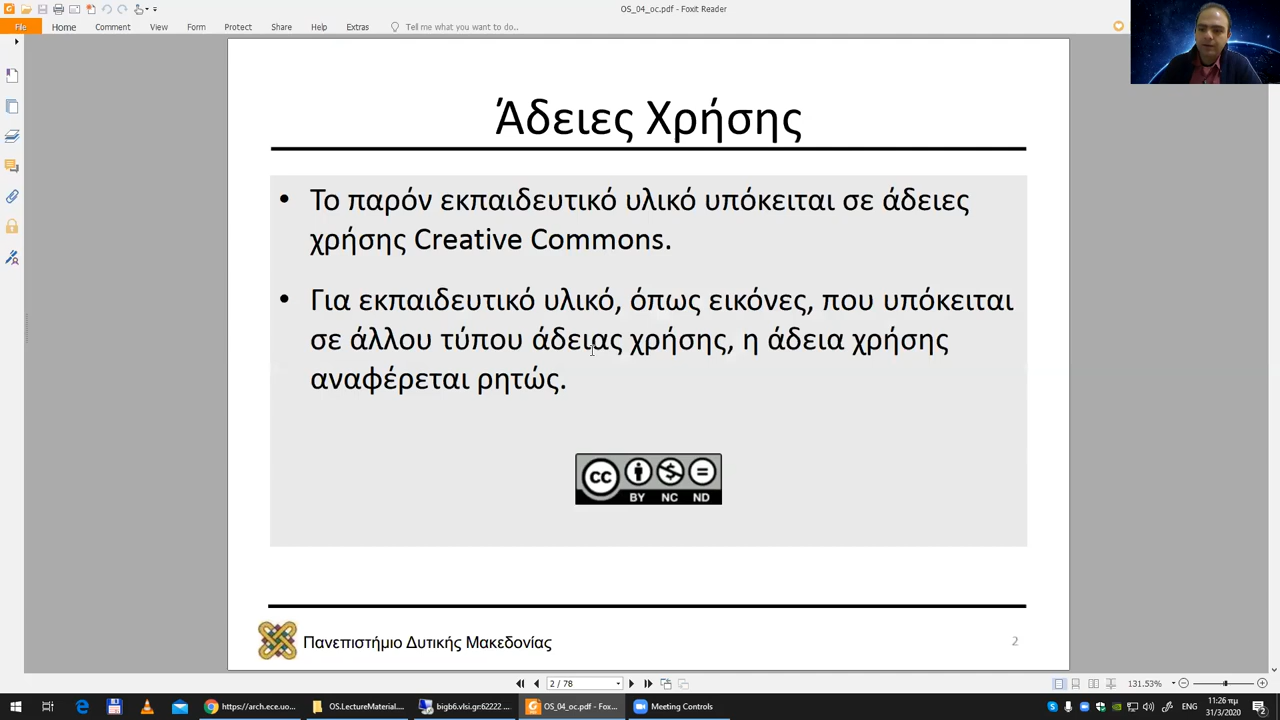 OS_04_oc.pdf - Foxit Reader
File Home Comment View Form Protect Share Help Extras Tell me what you want to do..
Άδειες Χρήσης
• Το παρόν εκπαιδευτικό υλικό υπόκειται σε άδειες
χρήσης Creative Commons.
• Για εκπαιδευτικό υλικό, όπως εικόνες, που υπόκειται
σε άλλου τύπου άδειας χρήσης, η άδεια χρήσης
αναφέρεται ρητώς.
cc
BY NC ND
Πανεπιστήμιο Δυτικής Μακεδονίας
2
2 / 78
131.53%
https://arch.ece.uo...
OS.LectureMaterial....
bigb6.vlsi.gr:62222 ...
OS_04_oc.pdf - Fox...
Meeting Controls
ENG
11:26 πμ
31/3/2020
2